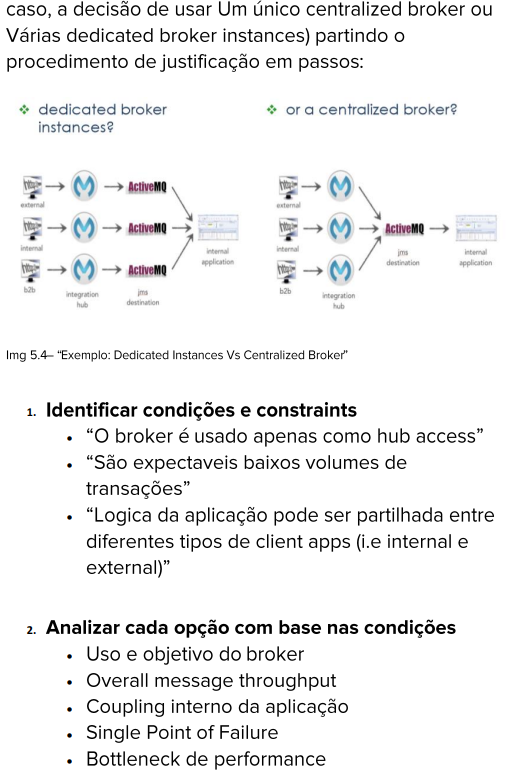 caso, a decisão de usar Um único centralized broker ou
Várias dedicated broker instances) partindo o
procedimento de justificação em passos:
dedicated broker
instances?
or a centralized broker?
external
ActiveMQ
internal
ActiveMQ
b2b
ActiveMQ
integration
hub
jms
destination
internal
application
external
internal
b2b
integration
hub
ActiveMQ
jms
destination
internal
application
Img 5.4– “Exemplo: Dedicated Instances Vs Centralized Broker”
1. Identificar condições e constraints
• “O broker é usado apenas como hub access”
• “São expectaveis baixos volumes de
transações”
• “Logica da aplicação pode ser partilhada entre
diferentes tipos de client apps (i.e internal e
external)”
2. Analizar cada opção com base nas condições
• Uso e objetivo do broker
• Overall message throughput
• Coupling interno da aplicação
• Single Point of Failure
• Bottleneck de performance